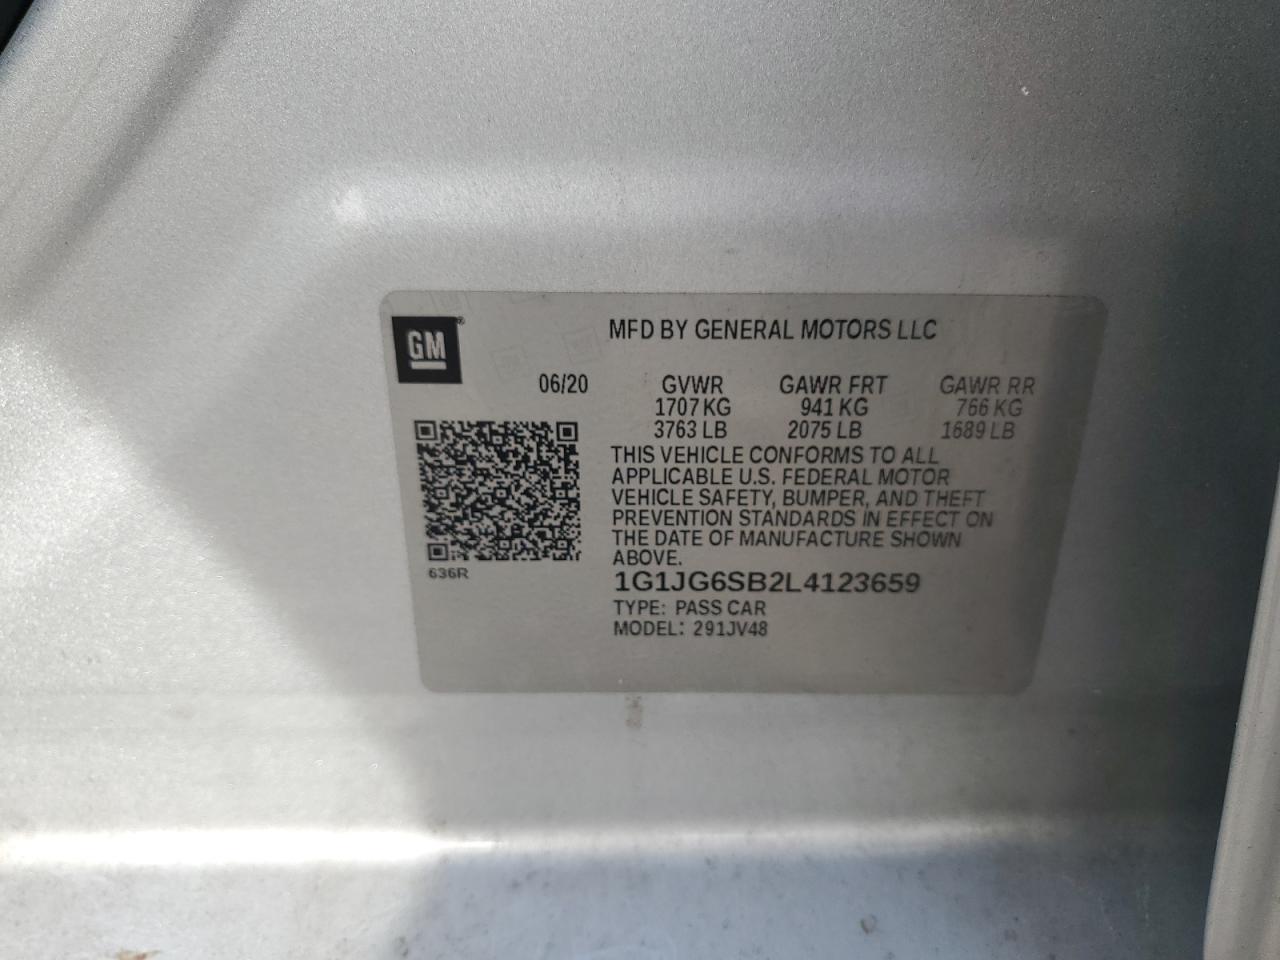 GM®
MFD BY GENERAL MOTORS LLC
06/20 GVWR GAWR FRT GAWR RR
1707 KG 941 KG 766 KG
3763 LB 2075 LB 1689 LB
THIS VEHICLE CONFORMS TO ALL
APPLICABLE U.S. FEDERAL MOTOR
VEHICLE SAFETY, BUMPER, AND THEFT
PREVENTION STANDARDS IN EFFECT ON
THE DATE OF MANUFACTURE SHOWN
ABOVE.
636R
1G1JG6SB2L4123659
TYPE: PASS CAR
MODEL: 291JV48